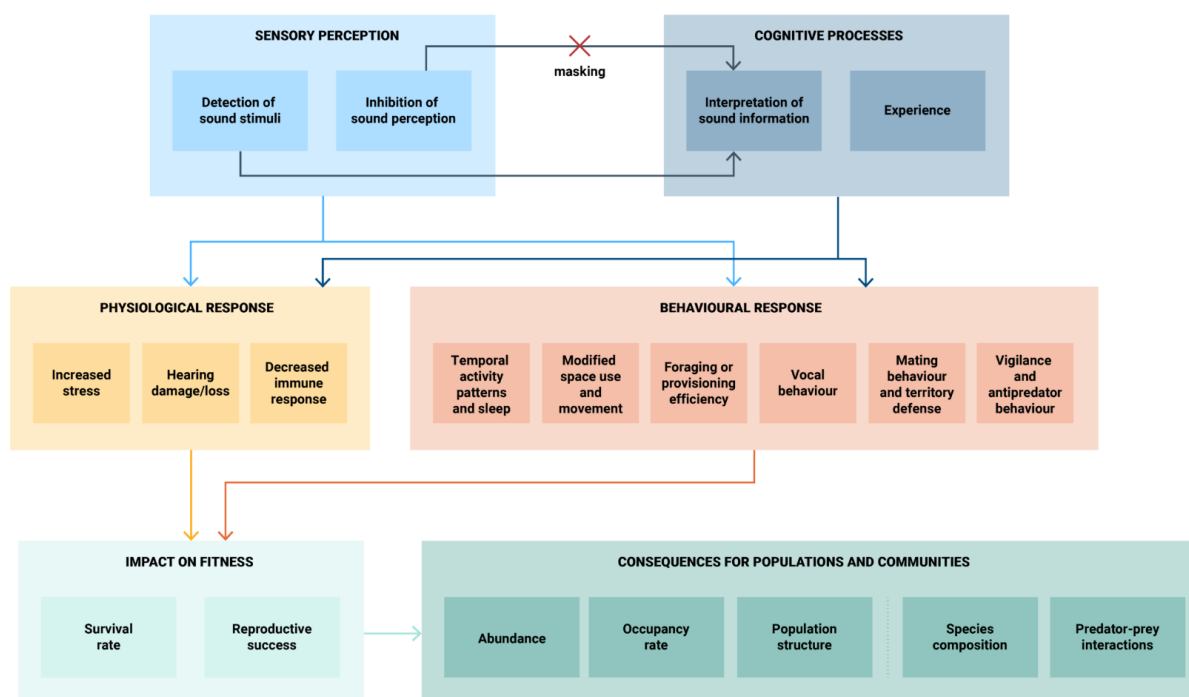 SENSORY PERCEPTION
COGNITIVE PROCESSES
masking
Detection of
sound stimuli
Inhibition of
sound perception
Interpretation of
sound information
Experience
PHYSIOLOGICAL RESPONSE
BEHAVIOURAL RESPONSE
Increased
stress
Hearing
damage/loss
Decreased
immune
response
Temporal
activity
patterns
and sleep
Modified
space use
and
movement
Foraging or
provisioning
efficiency
Vocal
behaviour
Mating
behaviour
and territory
defense
Vigilance and
antipredator
behaviour
IMPACT ON FITNESS
CONSEQUENCES FOR POPULATIONS AND COMMUNITIES
Survival
rate
Reproductive
success
Abundance
Occupancy
rate
Population
structure
Species
composition
Predator-prey
interactions